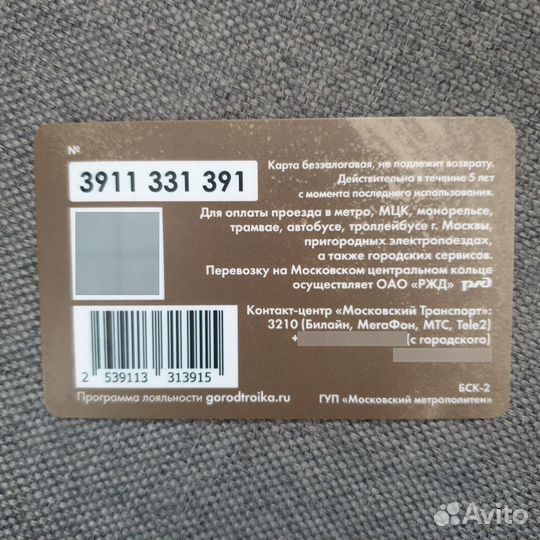 №
3911 331 391
Карта беззалоговая, не подлежит возврату.
Действительна в течение 5 лет
с момента последнего использования.
Для оплаты проезда в метро, МЦК, монорельсе,
трамвае, автобусе, троллейбусе г. Москвы,
пригородных электропоездах,
а также городских сервисов.
Перевозку на Московском центральном кольце
осуществляет ОАО «РЖД» ржд
Контакт-центр «Московский Транспорт»:
3210 (Билайн, МегаФон, МТС, Tele2)
+ (с городского)
2 539113 313915
Программа лояльности gorodtroika.ru
БСК-2
ГУП «Московский метрополитен»
Avito